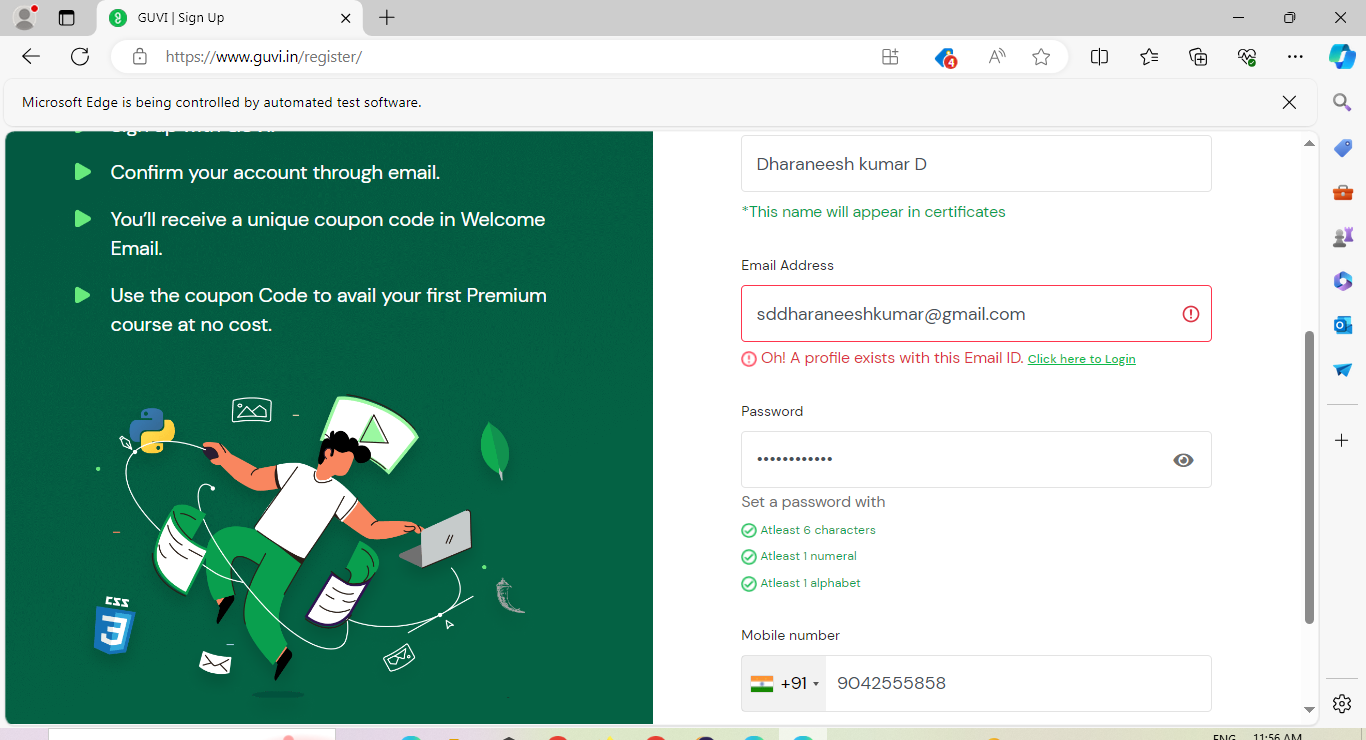 GUVI | Sign Up
https://www.guvi.in/register/
4
Microsoft Edge is being controlled by automated test software.
Confirm your account through email.
You’ll receive a unique coupon code in Welcome
Email.
Use the coupon Code to avail your first Premium
course at no cost.
CSS
3
//
Dharaneesh kumar D
*This name will appear in certificates
Email Address
sddharaneeshkumar@gmail.com
Oh! A profile exists with this Email ID. Click here to Login
Password
••••••••••••
Set a password with
Atleast 6 characters
Atleast 1 numeral
Atleast 1 alphabet
Mobile number
+91 9042555858
ENG 11:56 AM